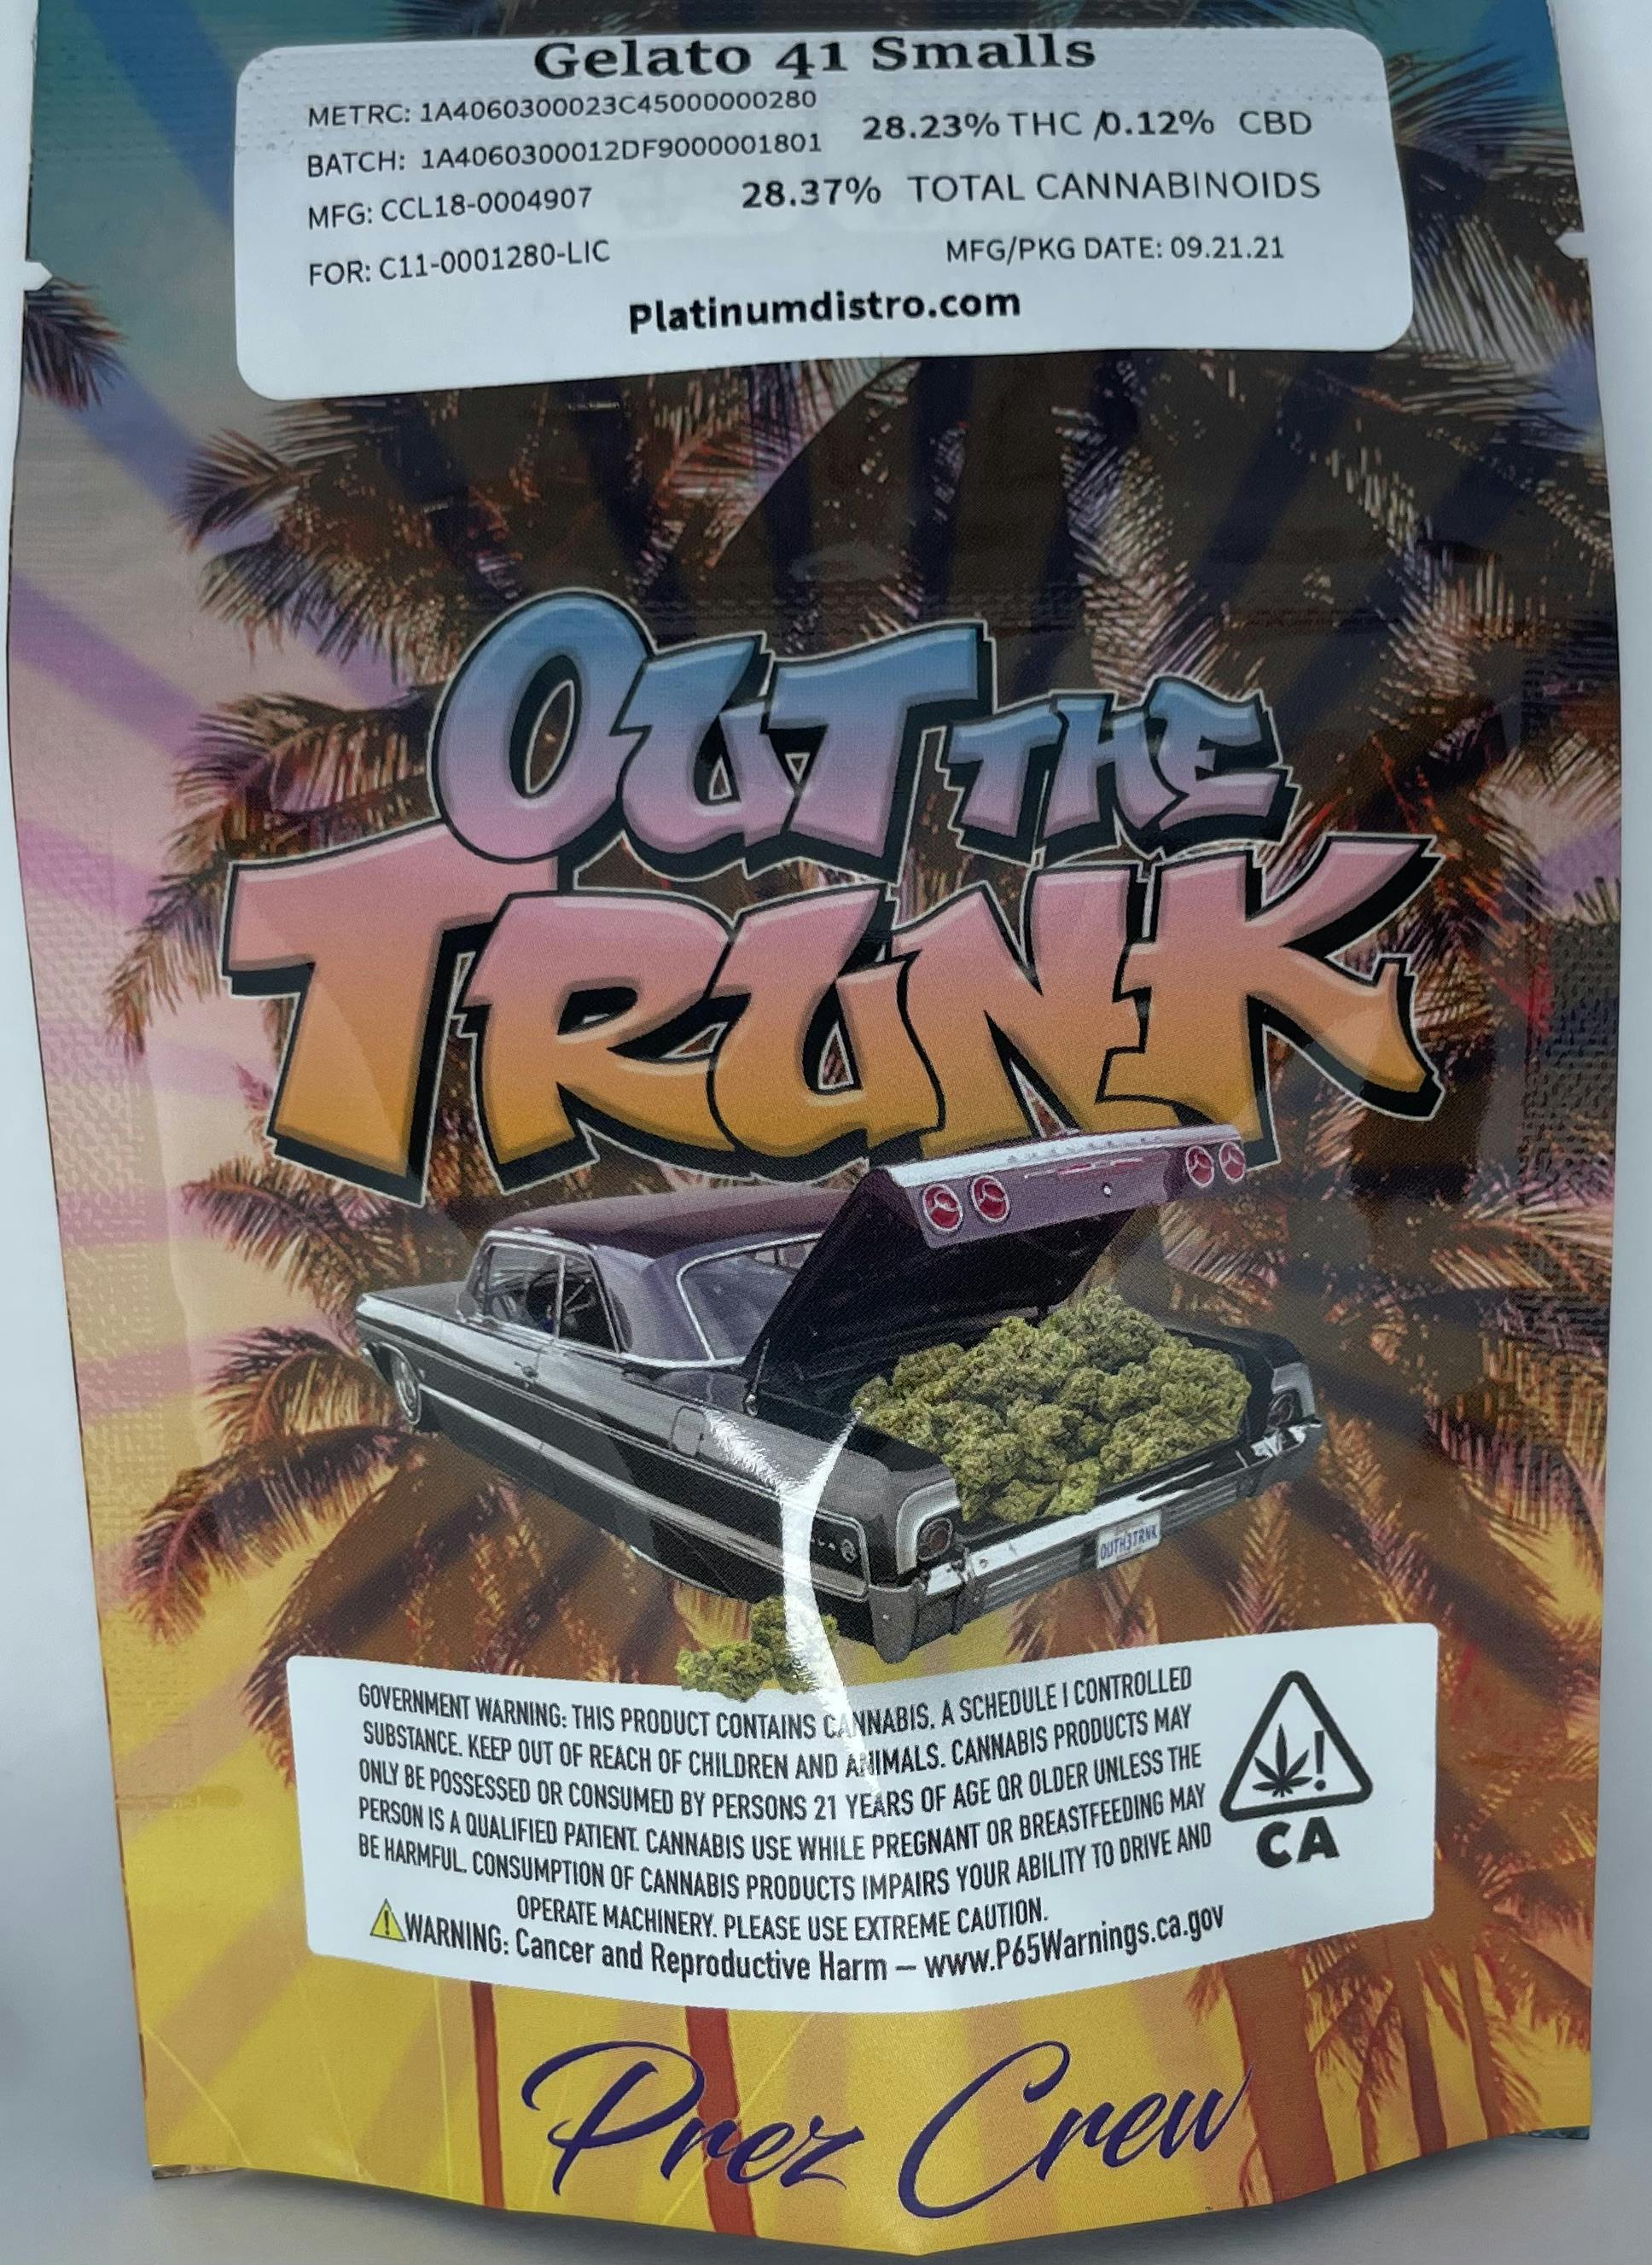 Gelato 41 Smalls
METRC: 1A4060300023C45000000280
BATCH: 1A4060300012DF9000001801
28.23% THC /0.12% CBD
MFG: CCL18-0004907
28.37% TOTAL CANNABINOIDS
FOR: C11-0001280-LIC
MFG/PKG DATE: 09.21.21
Platinumdistro.com
OUT THE
TRUNK
OUTH3TRNK
GOVERNMENT WARNING: THIS PRODUCT CONTAINS CANNABIS. A SCHEDULE I CONTROLLED
SUBSTANCE. KEEP OUT OF REACH OF CHILDREN AND ANIMALS. CANNABIS PRODUCTS MAY
ONLY BE POSSESSED OR CONSUMED BY PERSONS 21 YEARS OF AGE OR OLDER UNLESS THE
PERSON IS A QUALIFIED PATIENT. CANNABIS USE WHILE PREGNANT OR BREASTFEEDING MAY
BE HARMFUL. CONSUMPTION OF CANNABIS PRODUCTS IMPAIRS YOUR ABILITY TO DRIVE AND
OPERATE MACHINERY. PLEASE USE EXTREME CAUTION.
WARNING: Cancer and Reproductive Harm – www.P65Warnings.ca.gov
CA
Prez Crew